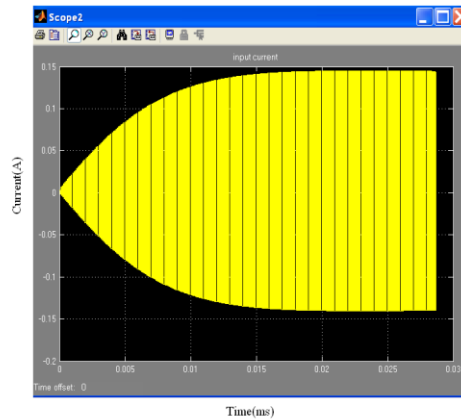 Scope2
input current
0.15
0.1
0.05
0
-0.05
-0.1
-0.15
-0.2
Current(A)
0 0.005 0.01 0.015 0.02 0.025 0.03
Time offset: 0
Time(ms)